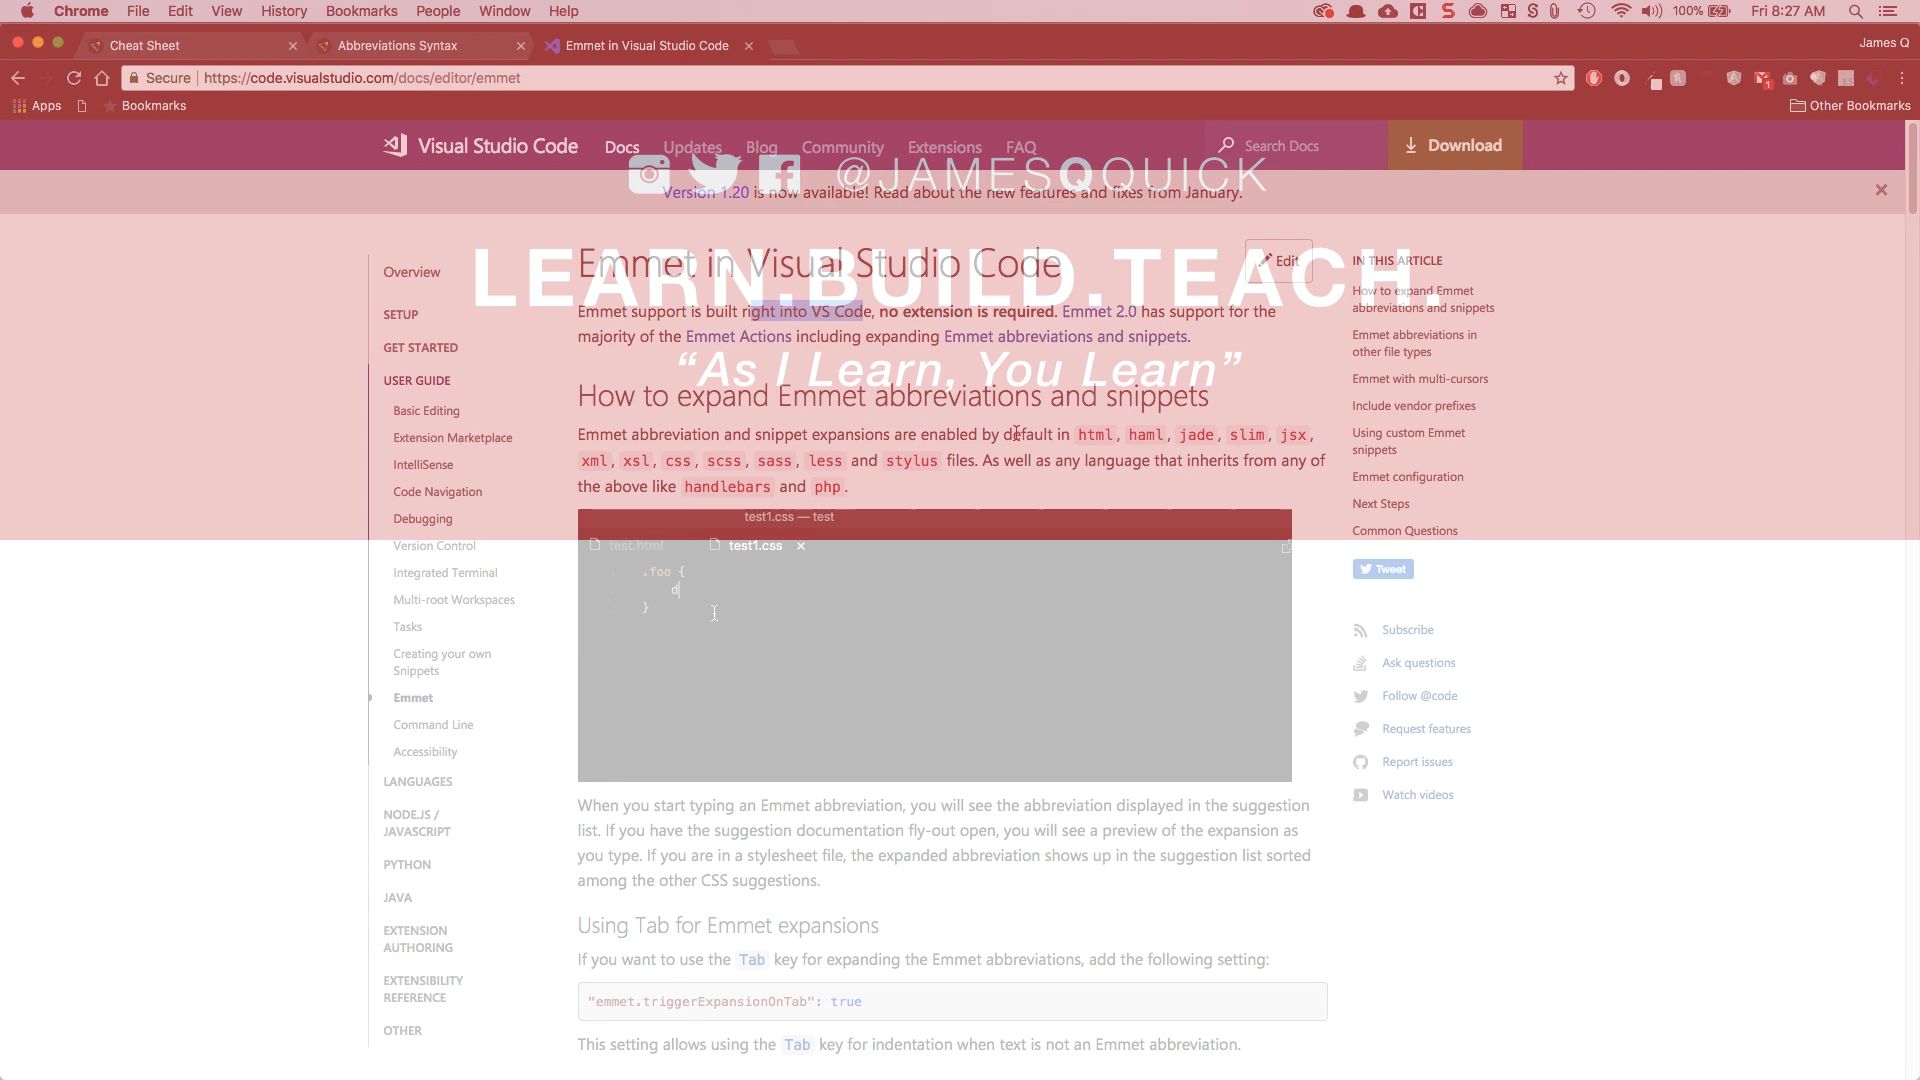 Chrome File Edit View History Bookmarks People Window Help 100% Fri 8:27 AM
Cheat Sheet Abbreviations Syntax Emmet in Visual Studio Code James Q
Secure https://code.visualstudio.com/docs/editor/emmet
Apps Bookmarks Other Bookmarks
Visual Studio Code Docs Updates Blog Community Extensions FAQ Search Docs Download
@JAMESQQUICK
Version 1.20 is now available! Read about the new features and fixes from January.
LEARN.BUILD.TEACH.
“As I Learn, You Learn”
Overview
SETUP
GET STARTED
USER GUIDE
Basic Editing
Extension Marketplace
IntelliSense
Code Navigation
Debugging
Version Control
Integrated Terminal
Multi-root Workspaces
Tasks
Creating your own
Snippets
Emmet
Command Line
Accessibility
LANGUAGES
NODE.JS /
JAVASCRIPT
PYTHON
JAVA
EXTENSION
AUTHORING
EXTENSIBILITY
REFERENCE
OTHER
Emmet in Visual Studio Code
Edit
Emmet support is built right into VS Code, no extension is required. Emmet 2.0 has support for the
majority of the Emmet Actions including expanding Emmet abbreviations and snippets.
How to expand Emmet abbreviations and snippets
Emmet abbreviation and snippet expansions are enabled by default in html, haml, jade, slim, jsx,
xml, xsl, css, scss, sass, less and stylus files. As well as any language that inherits from any of
the above like handlebars and php.
test1.css — test
test.html test1.css
.foo {
d
}
When you start typing an Emmet abbreviation, you will see the abbreviation displayed in the suggestion
list. If you have the suggestion documentation fly-out open, you will see a preview of the expansion as
you type. If you are in a stylesheet file, the expanded abbreviation shows up in the suggestion list sorted
among the other CSS suggestions.
Using Tab for Emmet expansions
If you want to use the Tab key for expanding the Emmet abbreviations, add the following setting:
"emmet.triggerExpansionOnTab": true
This setting allows using the Tab key for indentation when text is not an Emmet abbreviation.
IN THIS ARTICLE
How to expand Emmet
abbreviations and snippets
Emmet abbreviations in
other file types
Emmet with multi-cursors
Include vendor prefixes
Using custom Emmet
snippets
Emmet configuration
Next Steps
Common Questions
Tweet
Subscribe
Ask questions
Follow @code
Request features
Report issues
Watch videos